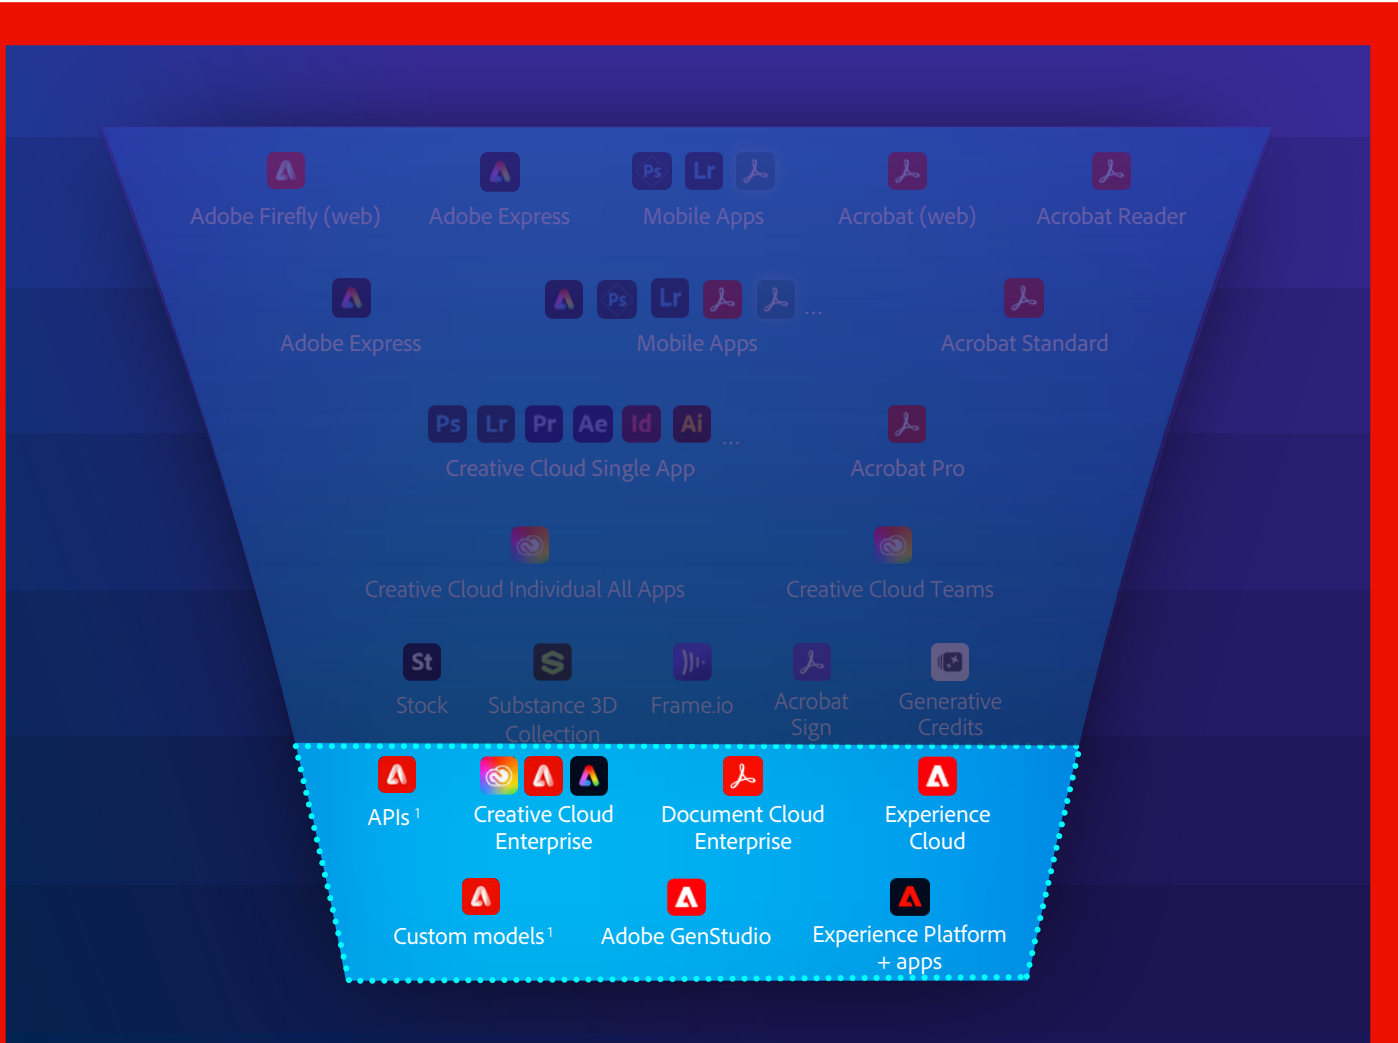 Adobe Firefly (web) Adobe Express Mobile Apps Acrobat (web) Acrobat Reader
Ps Lr
Adobe Express Mobile Apps Acrobat Standard
Ps Lr ...
Creative Cloud Single App Acrobat Pro
Ps Lr Pr Ae Id Ai ...
Creative Cloud Individual All Apps Creative Cloud Teams
St
Stock
Substance 3D
Collection
Frame.io
Acrobat
Sign
Generative
Credits
APIs 1
Creative Cloud
Enterprise
Document Cloud
Enterprise
Experience
Cloud
Custom models 1
Adobe GenStudio
Experience Platform
+ apps